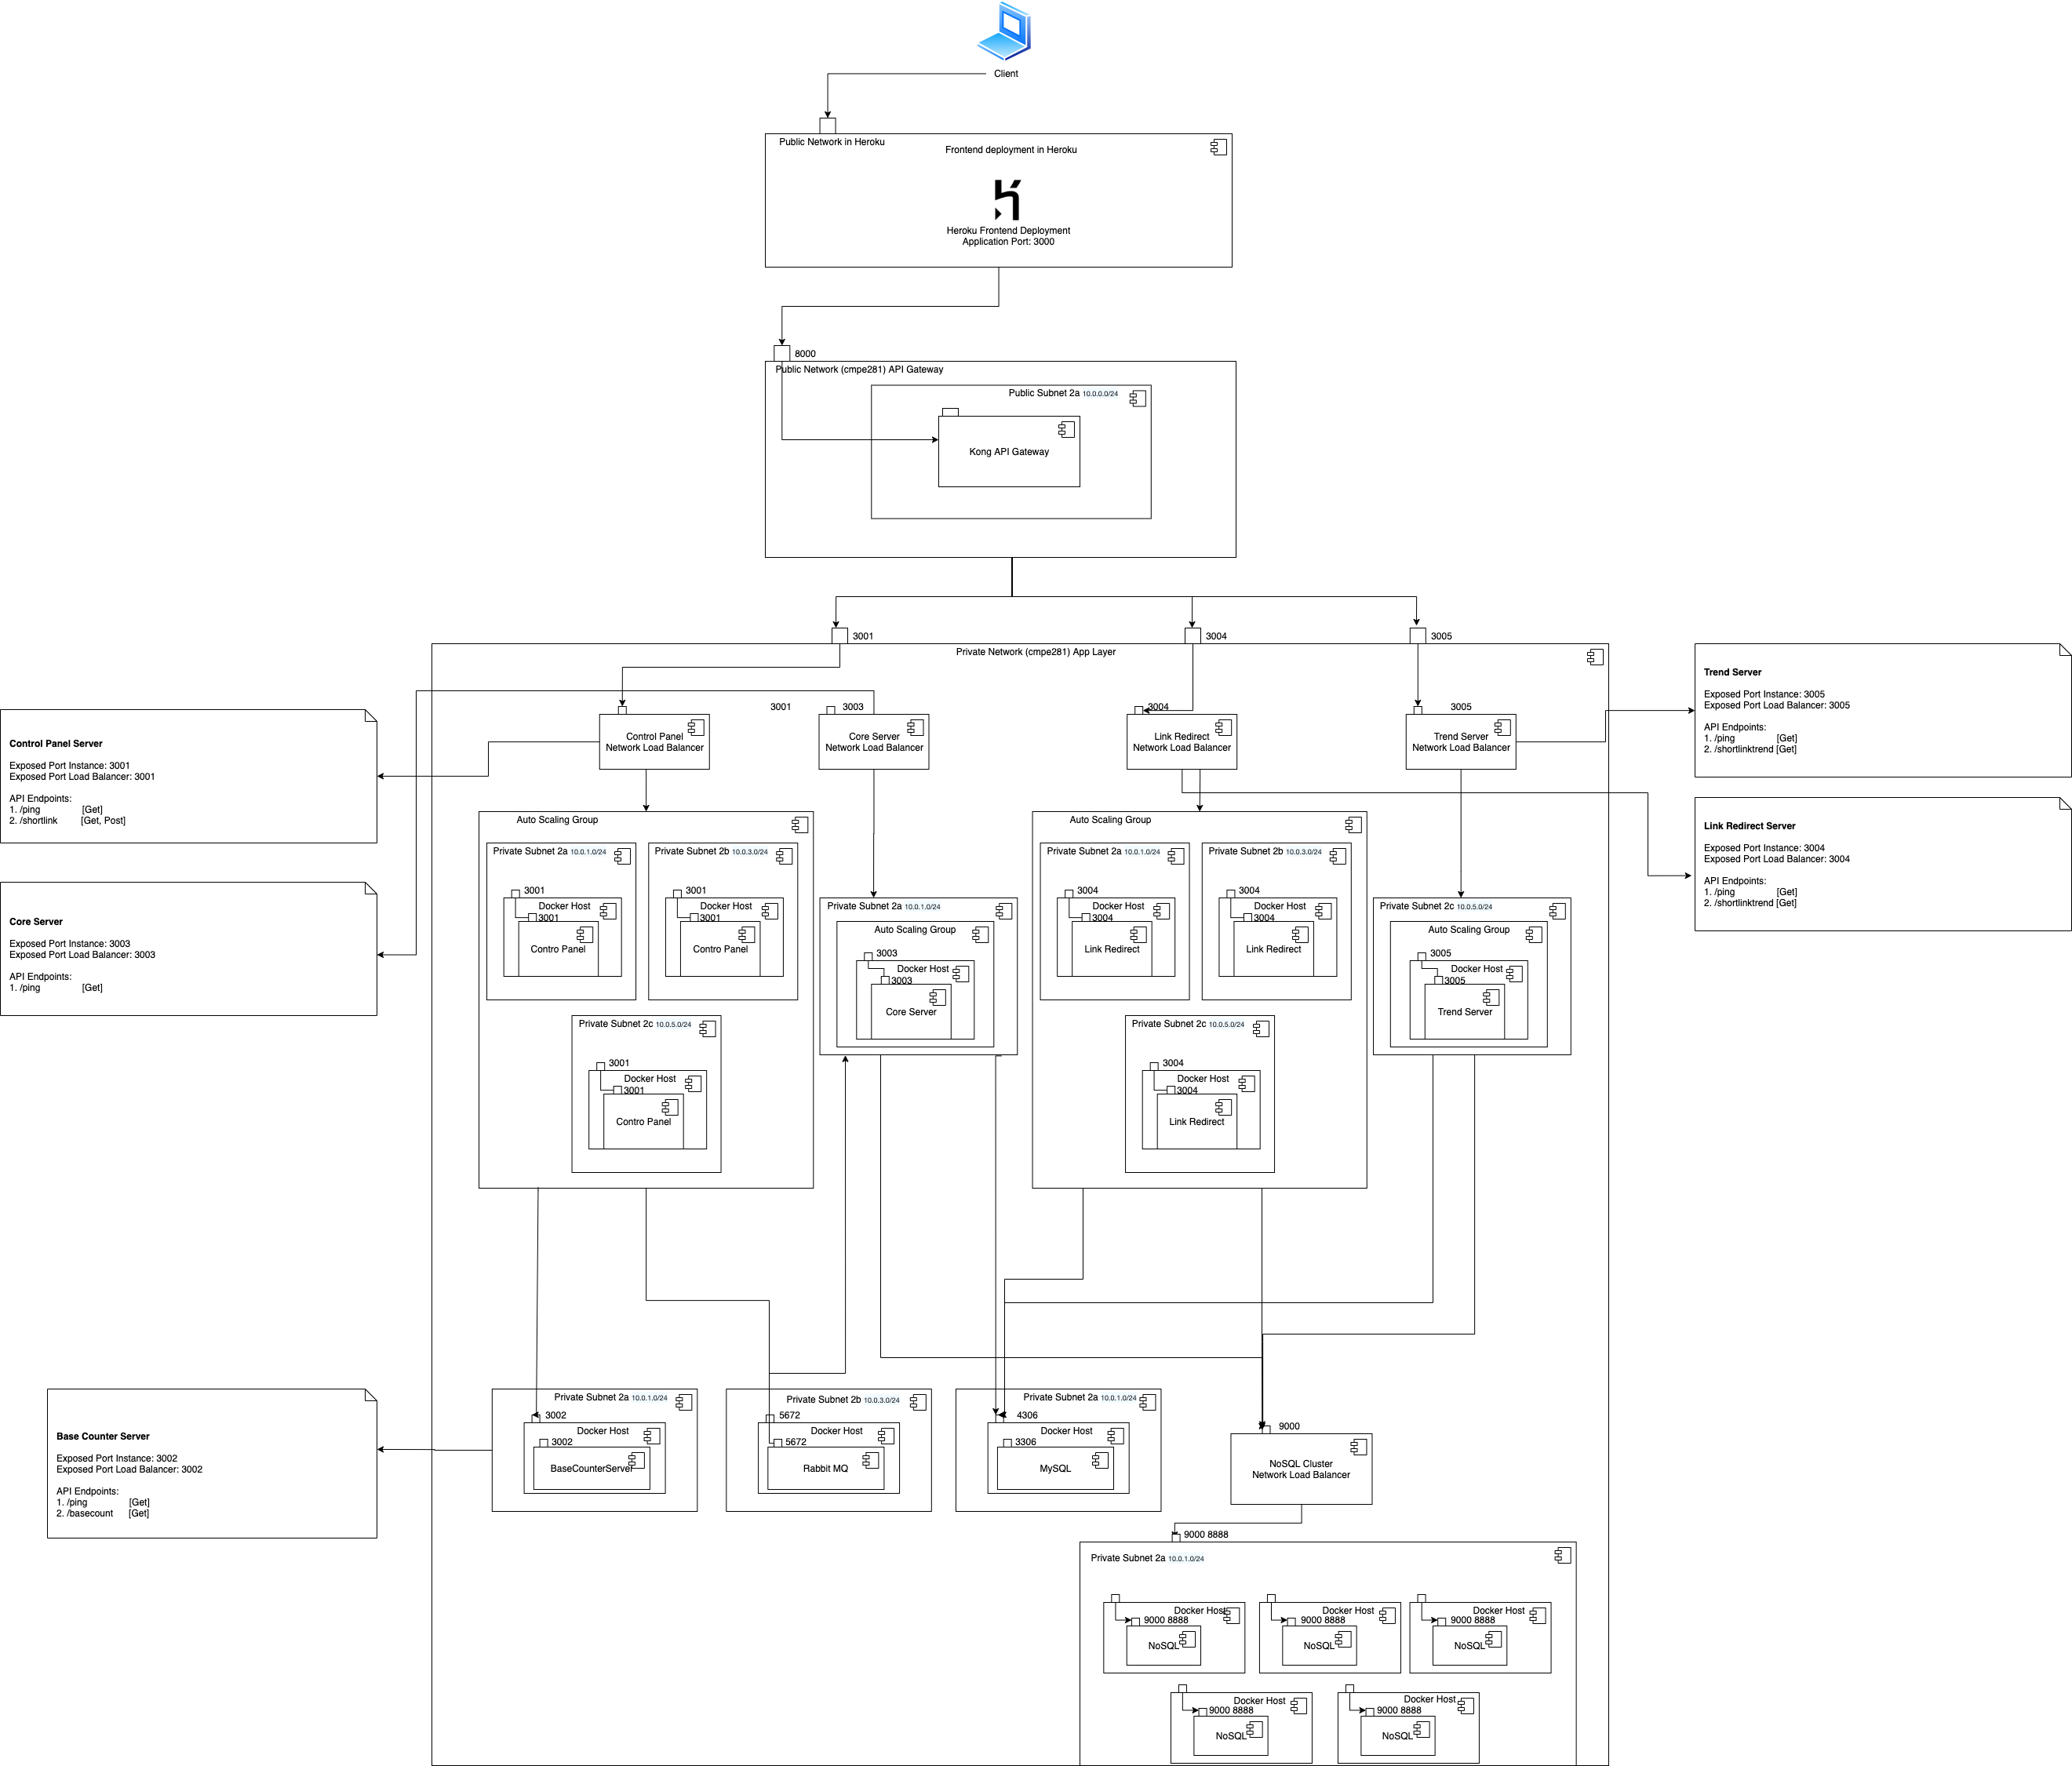 Client
Public Network in Heroku
Frontend deployment in Heroku
Heroku Frontend Deployment
Application Port: 3000
8000
Public Network (cmpe281) API Gateway
Public Subnet 2a 10.0.0.0/24
Kong API Gateway
3001
3004
3005
Private Network (cmpe281) App Layer
3001
3003
3004
3005
Control Panel
Network Load Balancer
Core Server
Network Load Balancer
Link Redirect
Network Load Balancer
Trend Server
Network Load Balancer
Trend Server
Exposed Port Instance: 3005
Exposed Port Load Balancer: 3005
API Endpoints:
1. /ping [Get]
2. /shortlinktrend [Get]
Control Panel Server
Exposed Port Instance: 3001
Exposed Port Load Balancer: 3001
API Endpoints:
1. /ping [Get]
2. /shortlink [Get, Post]
Link Redirect Server
Exposed Port Instance: 3004
Exposed Port Load Balancer: 3004
API Endpoints:
1. /ping [Get]
2. /shortlinktrend [Get]
Core Server
Exposed Port Instance: 3003
Exposed Port Load Balancer: 3003
API Endpoints:
1. /ping [Get]
Auto Scaling Group
Private Subnet 2a 10.0.1.0/24
3001
Docker Host
3001
Contro Panel
Private Subnet 2b 10.0.3.0/24
3001
Docker Host
3001
Contro Panel
Private Subnet 2c 10.0.5.0/24
3001
Docker Host
3001
Contro Panel
Private Subnet 2a 10.0.1.0/24
Auto Scaling Group
3003
Docker Host
3003
Core Server
Auto Scaling Group
Private Subnet 2a 10.0.1.0/24
3004
Docker Host
3004
Link Redirect
Private Subnet 2b 10.0.3.0/24
3004
Docker Host
3004
Link Redirect
Private Subnet 2c 10.0.5.0/24
3004
Docker Host
3004
Link Redirect
Private Subnet 2c 10.0.5.0/24
Auto Scaling Group
3005
Docker Host
3005
Trend Server
Base Counter Server
Exposed Port Instance: 3002
Exposed Port Load Balancer: 3002
API Endpoints:
1. /ping [Get]
2. /basecount [Get]
Private Subnet 2a 10.0.1.0/24
3002
Docker Host
3002
BaseCounterServer
Private Subnet 2b 10.0.3.0/24
5672
Docker Host
5672
Rabbit MQ
Private Subnet 2a 10.0.1.0/24
4306
Docker Host
3306
MySQL
9000
NoSQL Cluster
Network Load Balancer
9000 8888
Private Subnet 2a 10.0.1.0/24
Docker Host
9000 8888
NoSQL
Docker Host
9000 8888
NoSQL
Docker Host
9000 8888
NoSQL
Docker Host
9000 8888
NoSQL
Docker Host
9000 8888
NoSQL